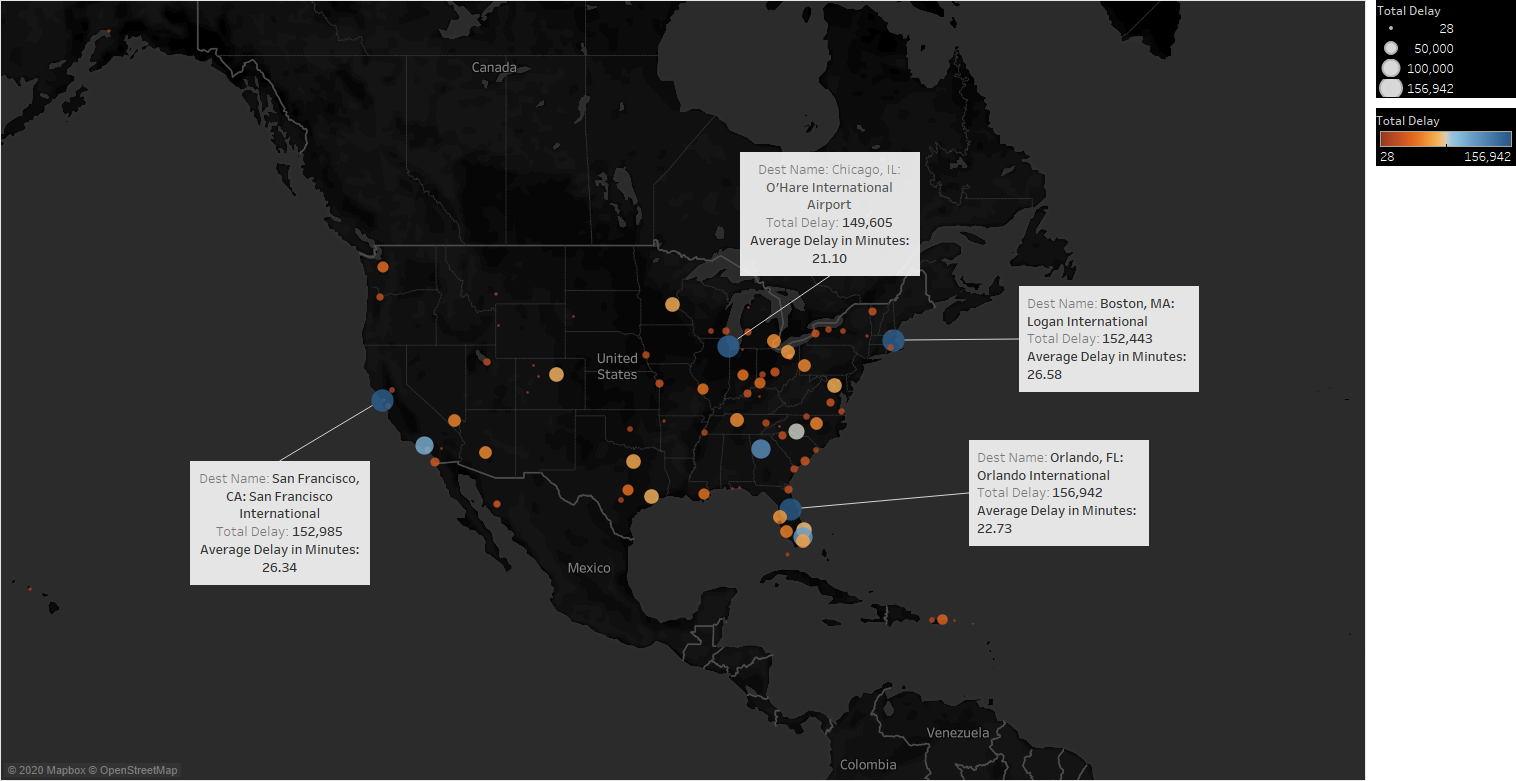 Canada
United
States
Mexico
Venezuela
Colombia
Dest Name: Chicago, IL:
O'Hare International
Airport
Total Delay: 149,605
Average Delay in Minutes:
21.10
Dest Name: Boston, MA:
Logan International
Total Delay: 152,443
Average Delay in Minutes:
26.58
Dest Name: San Francisco,
CA: San Francisco
International
Total Delay: 152,985
Average Delay in Minutes:
26.34
Dest Name: Orlando, FL:
Orlando International
Total Delay: 156,942
Average Delay in Minutes:
22.73
© 2020 Mapbox © OpenStreetMap
Total Delay
28
50,000
100,000
156,942
Total Delay
28 156,942